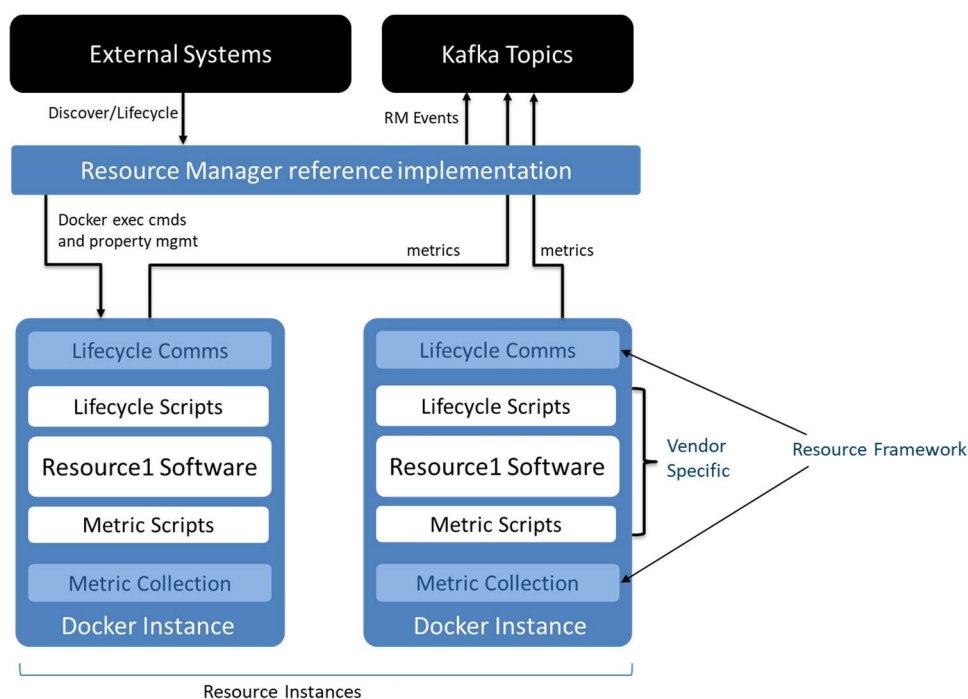 External Systems
Kafka Topics
Discover/Lifecycle
RM Events
Resource Manager reference implementation
Docker exec cmds
and property mgmt
metrics
metrics
Lifecycle Comms
Lifecycle Scripts
Resource1 Software
Metric Scripts
Metric Collection
Docker Instance
Lifecycle Comms
Lifecycle Scripts
Resource1 Software
Metric Scripts
Metric Collection
Docker Instance
Vendor
Specific
Resource Framework
Resource Instances